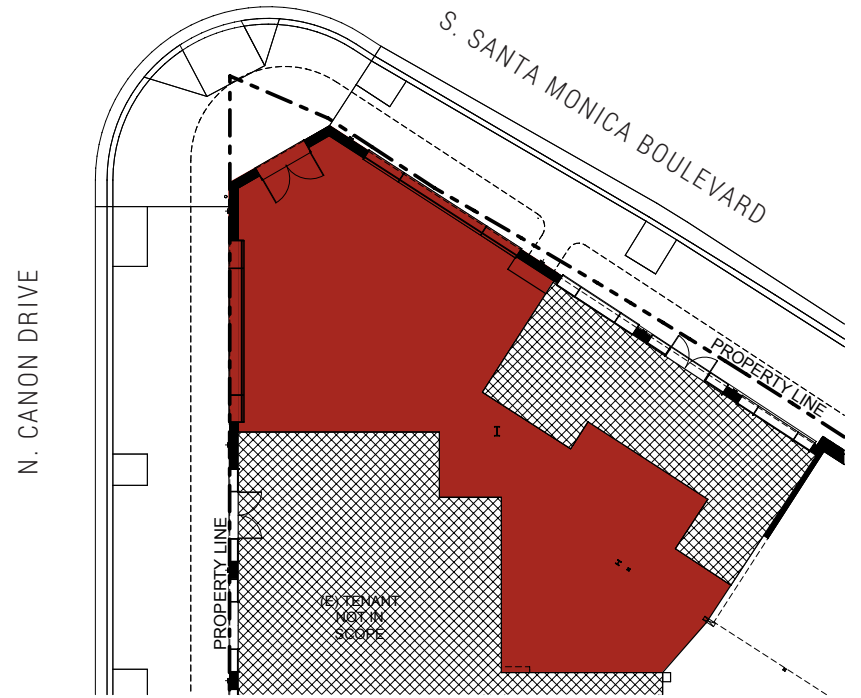 S. SANTA MONICA BOULEVARD
N. CANON DRIVE
PROPERTY LINE
PROPERTY LINE
(E) TENANT
NOT IN
SCOPE